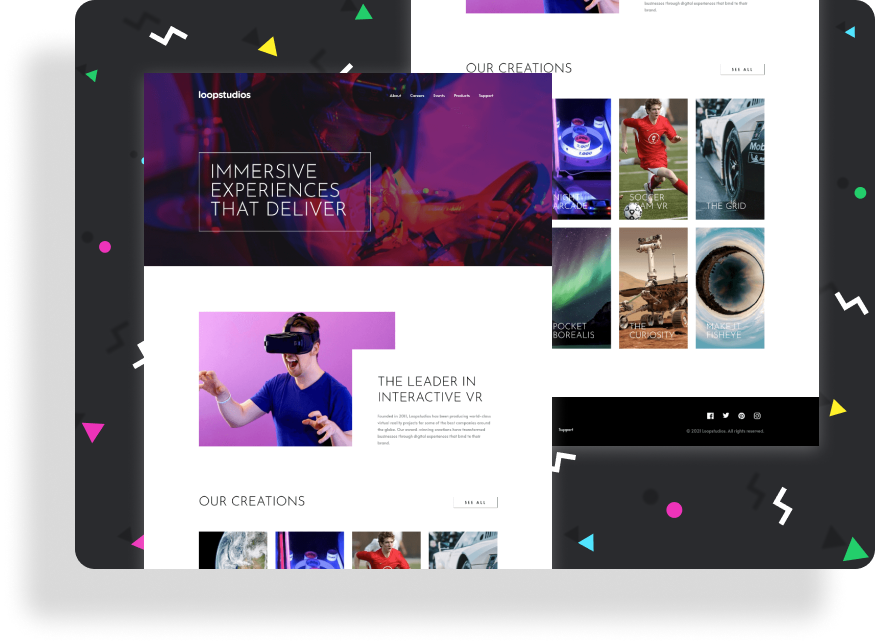 businesses through digital experiences that bind to their
brand.
OUR CREATIONS
SEE ALL
NIGHT
ARCADE
SOCCER
TEAM VR
THE GRID
POCKET
BOREALIS
THE
CURIOSITY
MAKE IT
FISHEYE
Support
© 2021 Loopstudios. All rights reserved.
loopstudios
About
Careers
Events
Products
Support
IMMERSIVE
EXPERIENCES
THAT DELIVER
THE LEADER IN
INTERACTIVE VR
Founded in 2011, Loopstudios has been producing world-class
virtual reality projects for some of the best companies around
the globe. Our award-winning creations have transformed
businesses through digital experiences that bind to their
brand.
OUR CREATIONS
SEE ALL